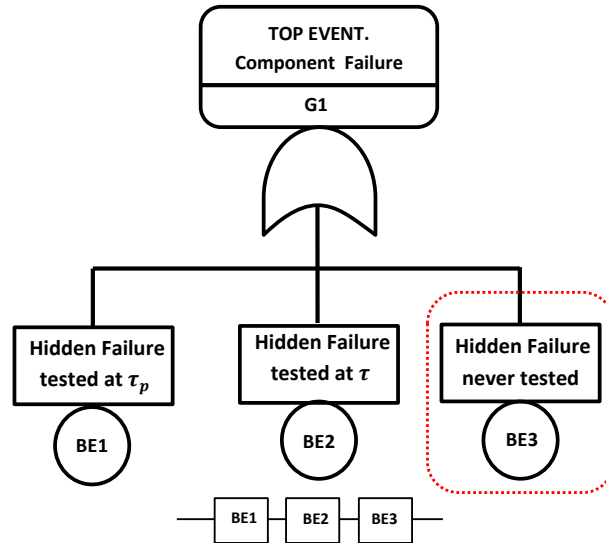 TOP EVENT.
Component Failure
G1
Hidden Failure
tested at τp
Hidden Failure
tested at τ
Hidden Failure
never tested
BE1
BE2
BE3
BE1
BE2
BE3